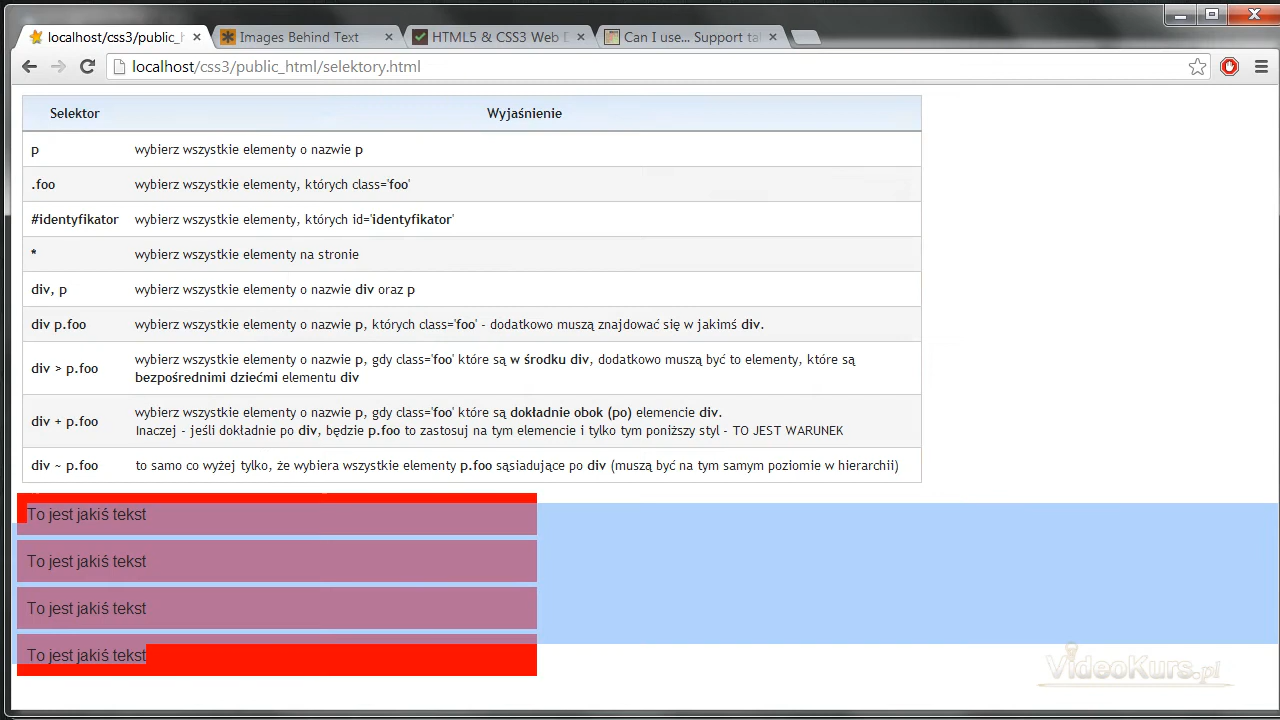 localhost/css3/public_h
Images Behind Text
HTML5 & CSS3 Web D
Can I use... Support tal
localhost/css3/public_html/selektory.html
Selektor Wyjaśnienie
p wybierz wszystkie elementy o nazwie p
.foo wybierz wszystkie elementy, których class='foo'
#identyfikator wybierz wszystkie elementy, których id='identyfikator'
* wybierz wszystkie elementy na stronie
div, p wybierz wszystkie elementy o nazwie div oraz p
div p.foo wybierz wszystkie elementy o nazwie p, których class='foo' - dodatkowo muszą znajdować się w jakimś div.
div > p.foo wybierz wszystkie elementy o nazwie p, gdy class='foo' które są w środku div, dodatkowo muszą być to elementy, które są
bezpośrednimi dziećmi elementu div
div + p.foo wybierz wszystkie elementy o nazwie p, gdy class='foo' które są dokładnie obok (po) elemencie div.
Inaczej - jeśli dokładnie po div, będzie p.foo to zastosuj na tym elemencie i tylko tym poniższy styl - TO JEST WARUNEK
div ~ p.foo to samo co wyżej tylko, że wybiera wszystkie elementy p.foo sąsiadujące po div (muszą być na tym samym poziomie w hierarchii)
To jest jakiś tekst
To jest jakiś tekst
To jest jakiś tekst
To jest jakiś tekst
VideoKurs.pl